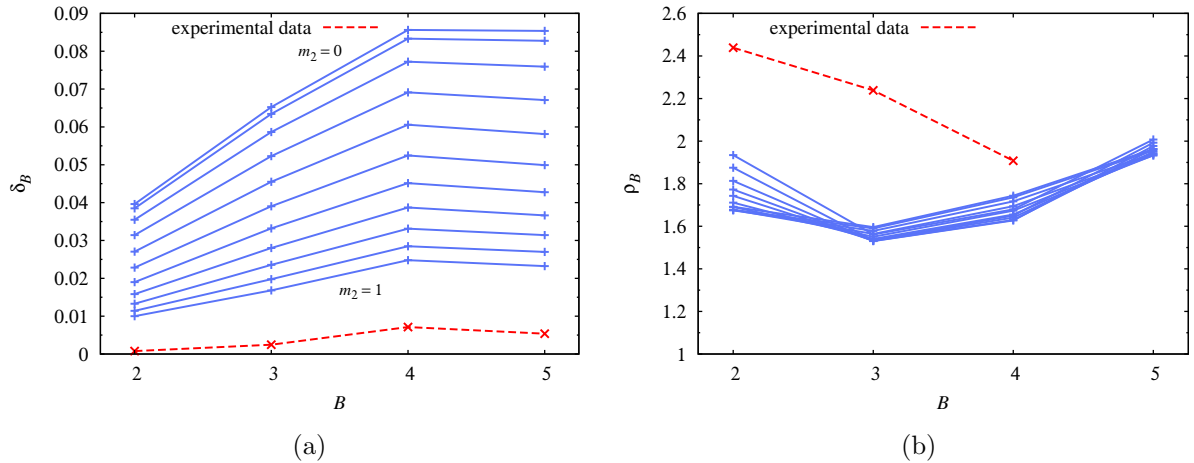 0.09
0.08
0.07
0.06
0.05
0.04
0.03
0.02
0.01
0
δ_B
experimental data
m₂ = 0
m₂ = 1
2 3 4 5
B
(a)
2.6
2.4
2.2
2
1.8
1.6
1.4
1.2
1
ρ_B
experimental data
2 3 4 5
B
(b)